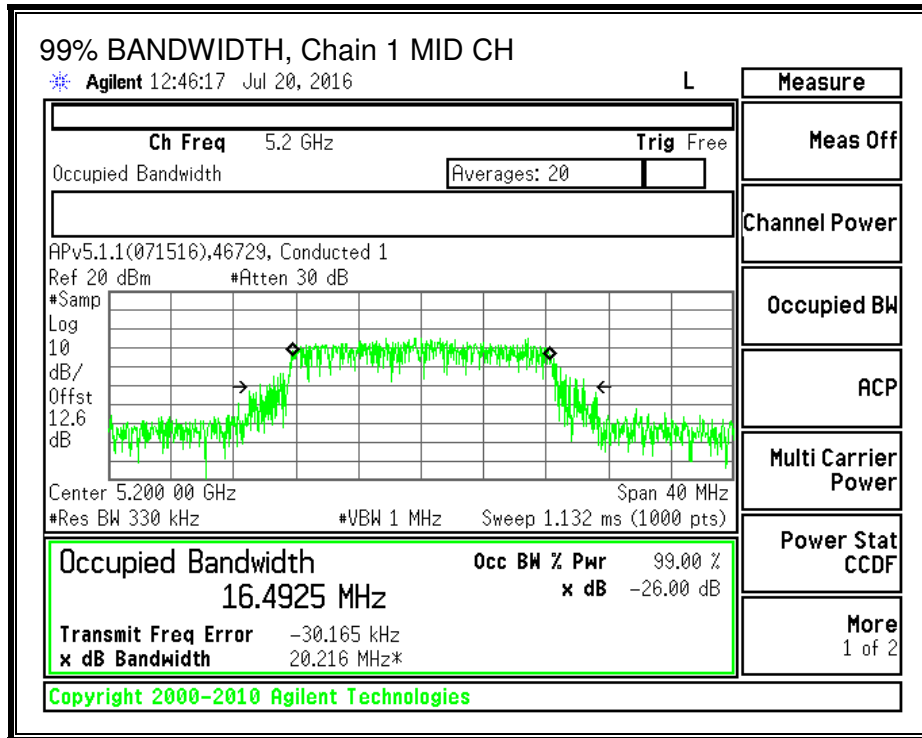 99% BANDWIDTH, Chain 1 MID CH
Agilent 12:46:17 Jul 20, 2016 L
Ch Freq 5.2 GHz Trig Free
Occupied Bandwidth Averages: 20
APv5.1.1(071516),46729, Conducted 1
Ref 20 dBm #Atten 30 dB
#Samp
Log
10
dB/
Offst
12.6
dB
Center 5.200 00 GHz Span 40 MHz
#Res BW 330 kHz #VBW 1 MHz Sweep 1.132 ms (1000 pts)
Occupied Bandwidth Occ BW % Pwr 99.00 %
16.4925 MHz x dB -26.00 dB
Transmit Freq Error -30.165 kHz
x dB Bandwidth 20.216 MHz*
Copyright 2000-2010 Agilent Technologies
Measure
Meas Off
Channel Power
Occupied BW
ACP
Multi Carrier
Power
Power Stat
CCDF
More
1 of 2